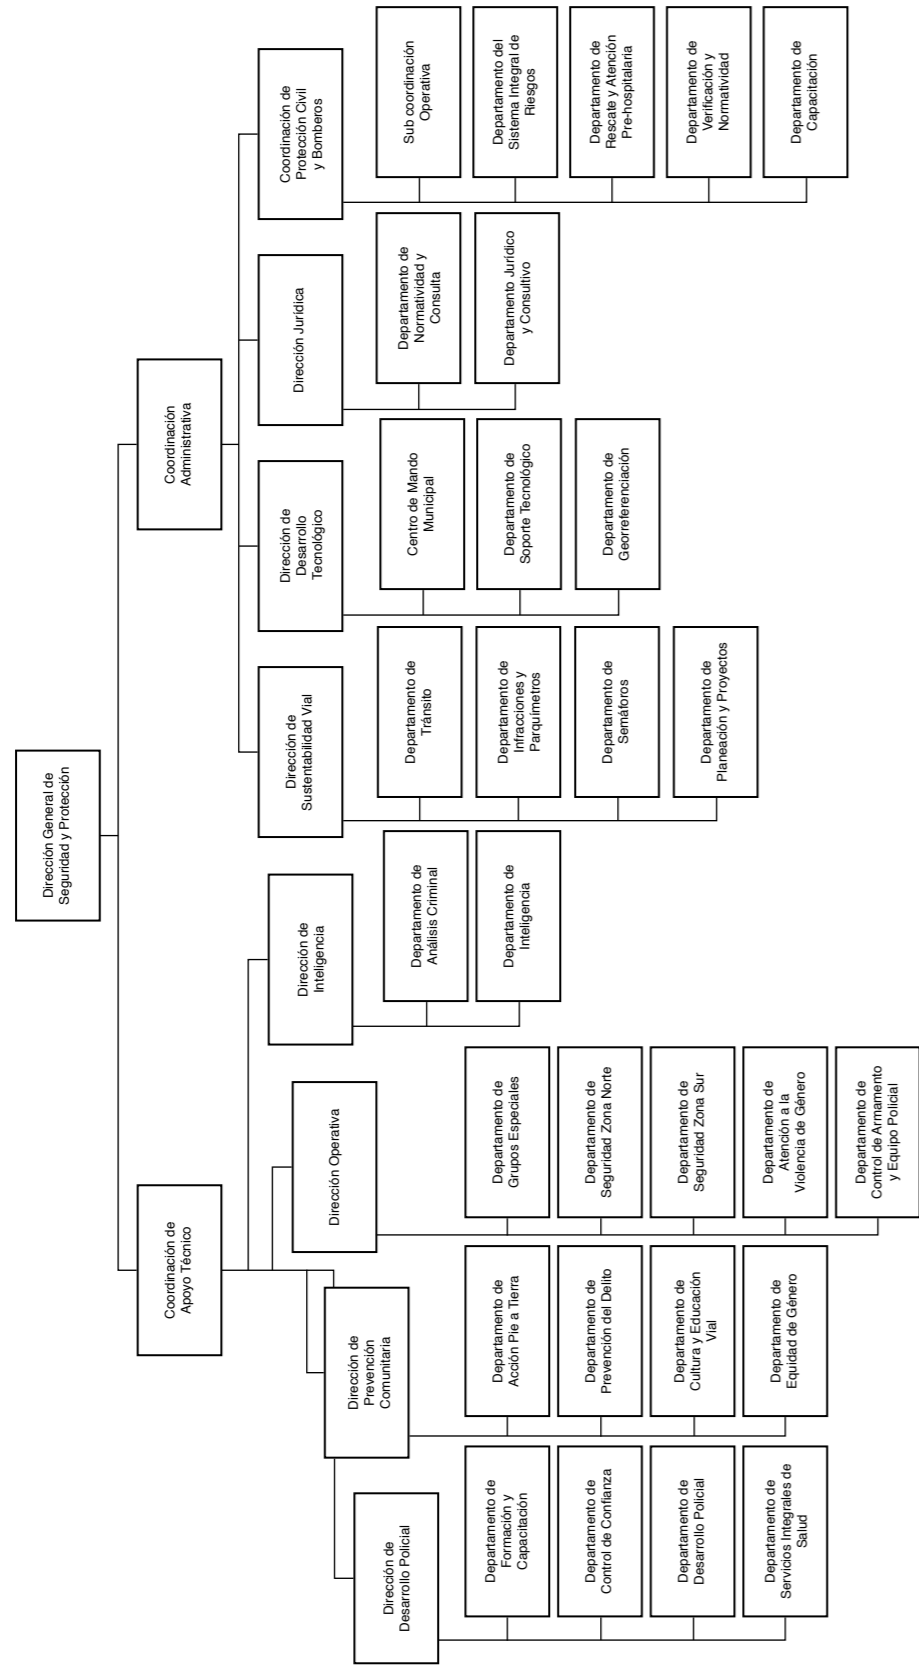 Dirección General de
Seguridad y Protección
Coordinación de
Apoyo Técnico
Coordinación
Administrativa
Dirección de
Desarrollo Policial
Departamento de
Formación y
Capacitación
Departamento de
Control de Confianza
Departamento de
Desarrollo Policial
Departamento de
Servicios Integrales de
Salud
Dirección de
Prevención
Comunitaria
Departamento de
Acción Pie a Tierra
Departamento de
Prevención del Delito
Departamento de
Cultura y Educación
Vial
Departamento de
Equidad de Género
Dirección Operativa
Departamento de
Grupos Especiales
Departamento de
Seguridad Zona Norte
Departamento de
Seguridad Zona Sur
Departamento de
Atención a la
Violencia de Género
Departamento de
Control de Armamento
y Equipo Policial
Dirección de
Inteligencia
Departamento de
Análisis Criminal
Departamento de
Inteligencia
Dirección de
Sustentabilidad Vial
Departamento de
Tránsito
Departamento de
Infracciones y
Parquímetros
Departamento de
Semáforos
Departamento de
Planeación y Proyectos
Dirección de
Desarrollo
Tecnológico
Centro de Mando
Municipal
Departamento de
Soporte Tecnológico
Departamento de
Georreferenciación
Dirección Jurídica
Departamento de
Normatividad y
Consulta
Departamento Jurídico
y Consultivo
Coordinación de
Protección Civil
y Bomberos
Sub coordinación
Operativa
Departamento del
Sistema Integral de
Riesgos
Departamento de
Rescate y Atención
Pre-hospitalaria
Departamento de
Verificación y
Normatividad
Departamento de
Capacitación